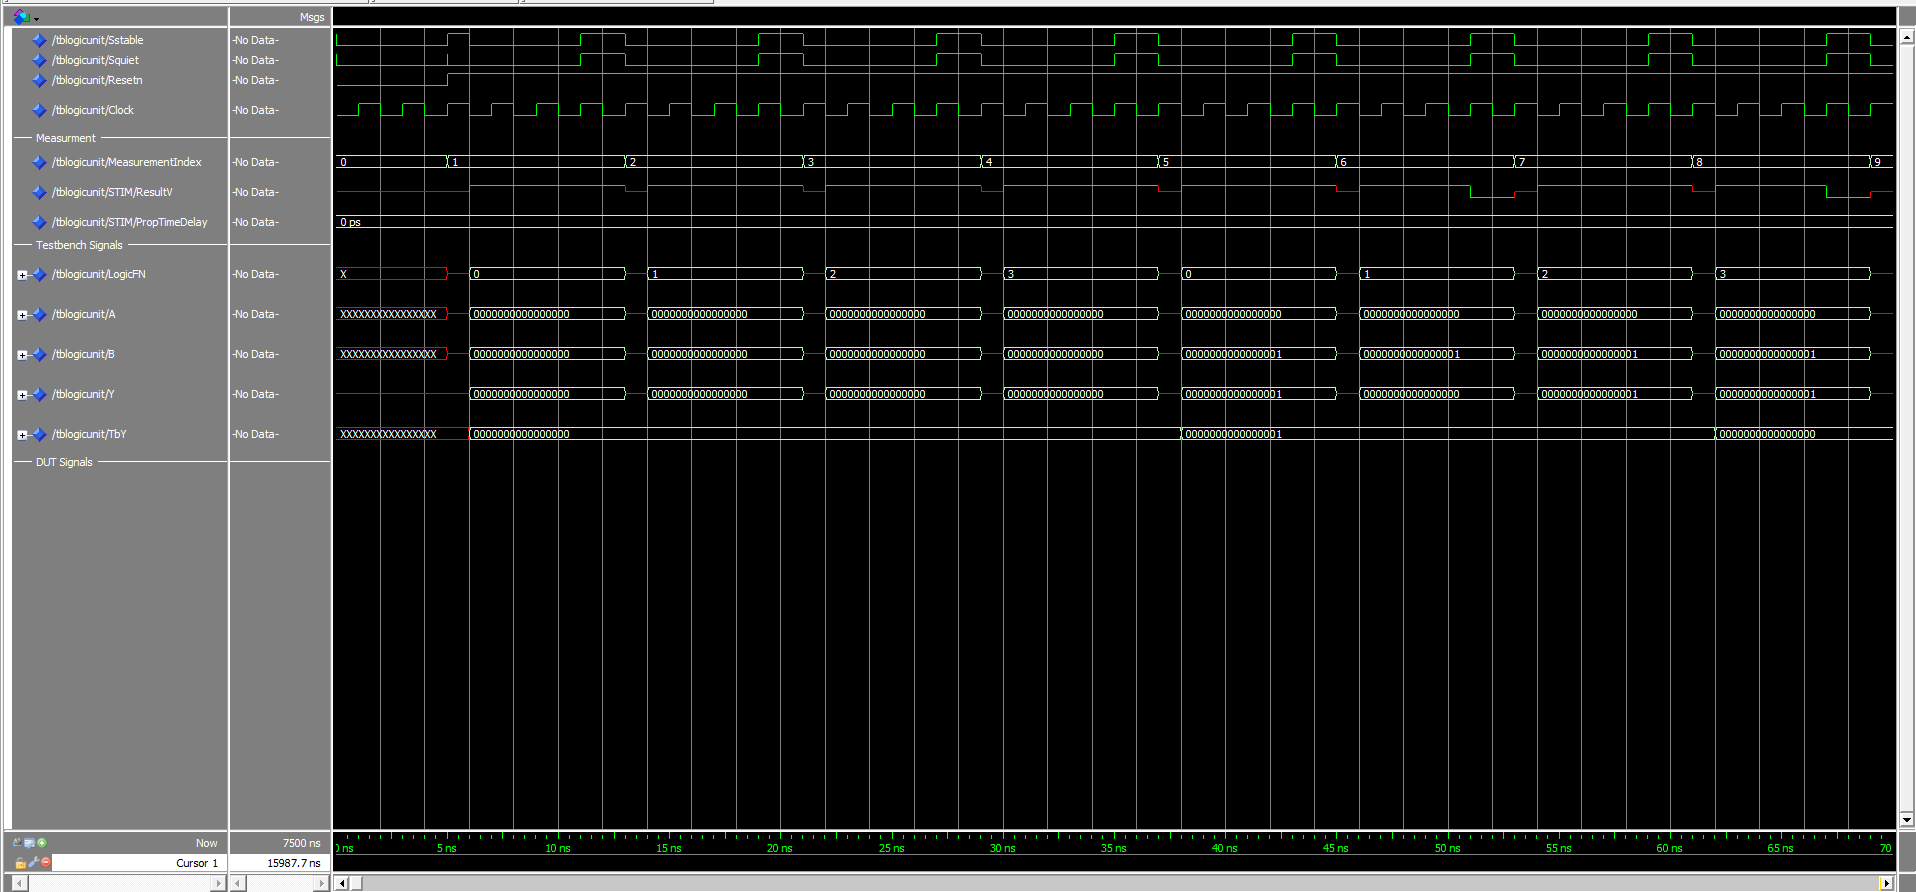 Msgs
/tblogicunit/Sstable -No Data-
/tblogicunit/Squiet -No Data-
/tblogicunit/Resetn -No Data-
/tblogicunit/Clock -No Data-
Measurment
/tblogicunit/MeasurementIndex -No Data- 0 1 2 3 4 5 6 7 8 9
/tblogicunit/STIM/ResultV -No Data-
/tblogicunit/STIM/PropTimeDelay -No Data- 0 ps
Testbench Signals
/tblogicunit/LogicFN -No Data- X 0 1 2 3 0 1 2 3
/tblogicunit/A -No Data- XXXXXXXXXXXXXXXX 0000000000000000 0000000000000000 0000000000000000 0000000000000000 0000000000000000 0000000000000000 0000000000000000 0000000000000000
/tblogicunit/B -No Data- XXXXXXXXXXXXXXXX 0000000000000000 0000000000000000 0000000000000000 0000000000000000 0000000000000001 0000000000000001 0000000000000001 0000000000000001
/tblogicunit/Y -No Data- 0000000000000000 0000000000000000 0000000000000000 0000000000000000 0000000000000001 0000000000000000 0000000000000001 0000000000000001
/tblogicunit/TbY -No Data- XXXXXXXXXXXXXXXX 0000000000000000 0000000000000001 0000000000000000
DUT Signals
Now 7500 ns
0 ns 5 ns 10 ns 15 ns 20 ns 25 ns 30 ns 35 ns 40 ns 45 ns 50 ns 55 ns 60 ns 65 ns 70
Cursor 1 15987.7 ns